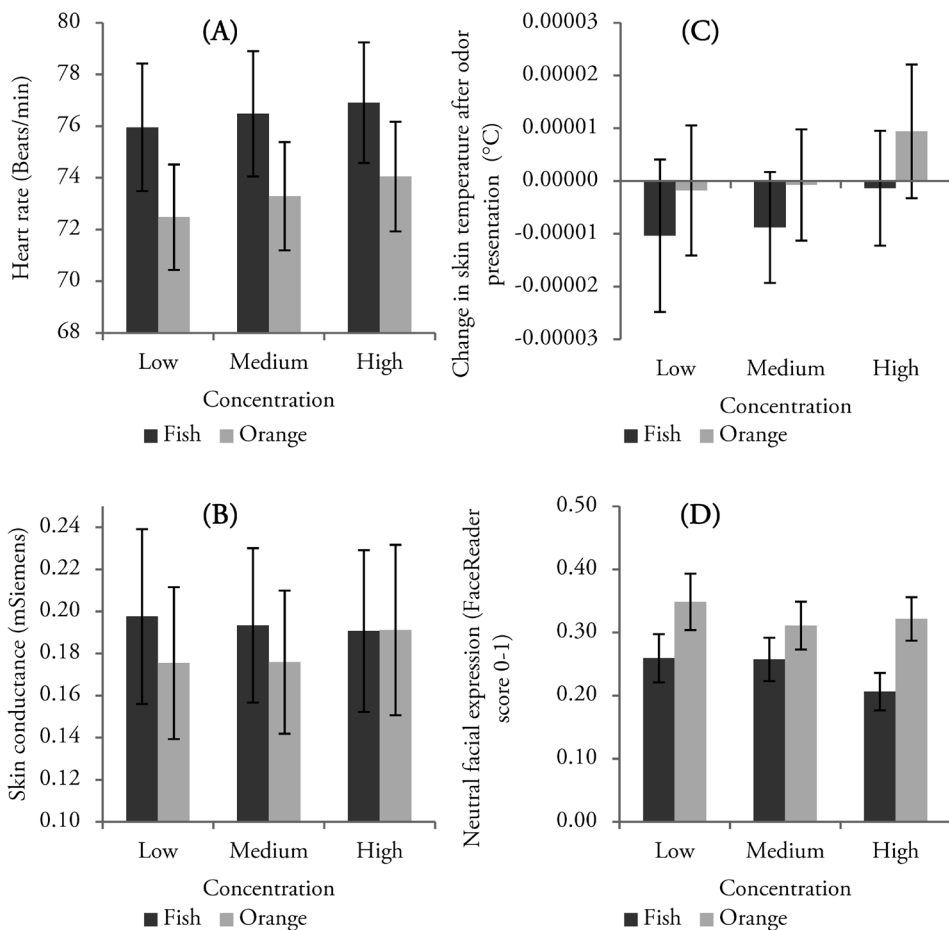 (A)
Heart rate (Beats/min)
80
78
76
74
72
70
68
Low Medium High
Concentration
Fish Orange
(C)
Change in skin temperature after odor
presentation (°C)
0.00003
0.00002
0.00001
0.00000
-0.00001
-0.00002
-0.00003
Low Medium High
Concentration
Fish Orange
(B)
Skin conductance (mSiemens)
0.24
0.22
0.20
0.18
0.16
0.14
0.12
0.10
Low Medium High
Concentration
Fish Orange
(D)
Neutral facial expression (FaceReader
score 0-1)
0.50
0.40
0.30
0.20
0.10
0.00
Low Medium High
Concentration
Fish Orange